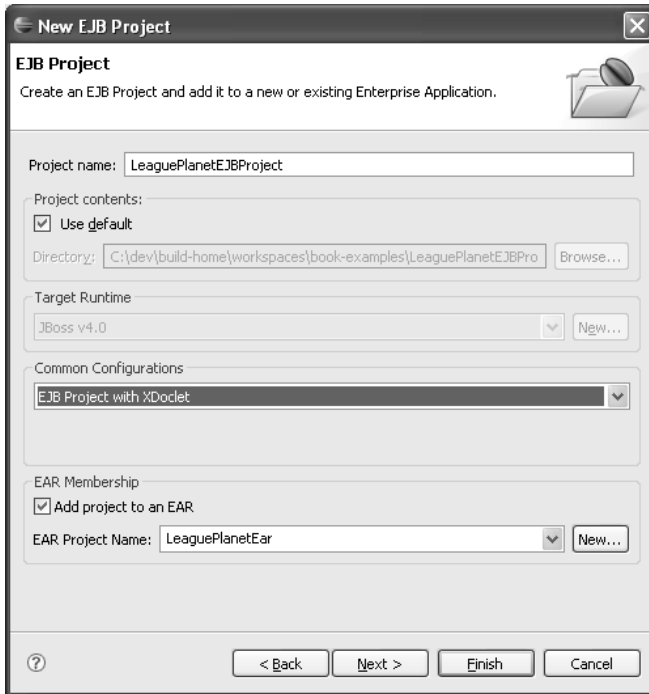 New EJB Project
EJB Project
Create an EJB Project and add it to a new or existing Enterprise Application.
Project name: LeaguePlanetEJBProject
Project contents:
Use default
Directory: C:\dev\build-home\workspaces\book-examples\LeaguePlanetEJBPro Browse...
Target Runtime
JBoss v4.0 New...
Common Configurations
EJB Project with XDoclet
EAR Membership
Add project to an EAR
EAR Project Name: LeaguePlanetEar New...
? < Back Next > Finish Cancel